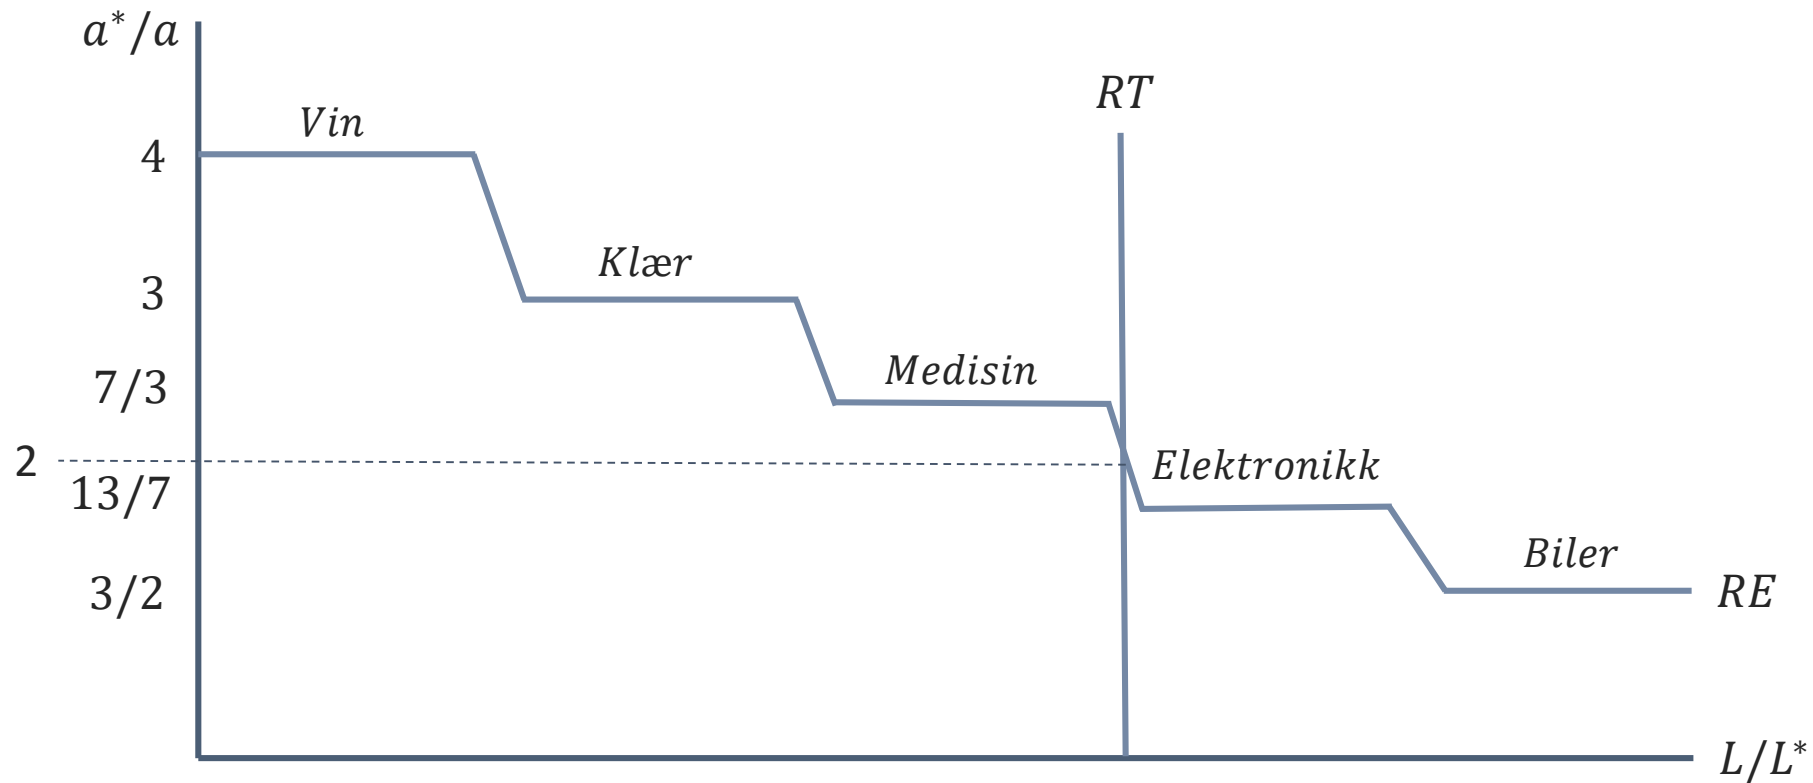 a*/a
RT
Vin
4
Klær
3
Medisin
7/3
2
Elektronikk
13/7
Biler
3/2
RE
L/L*